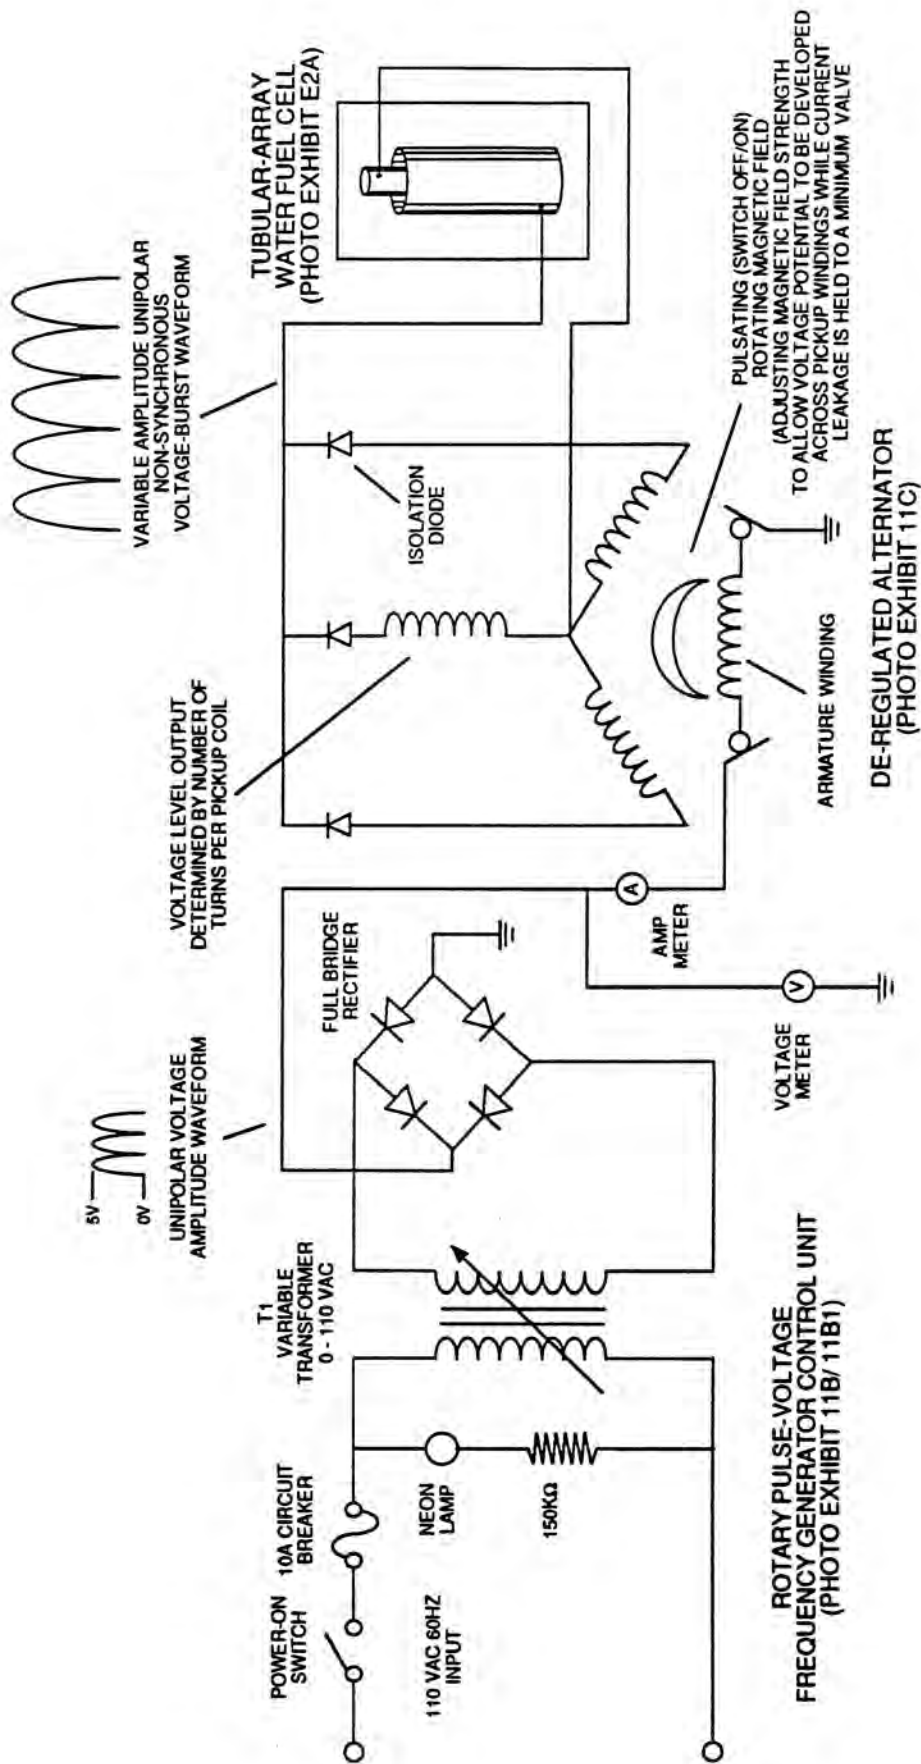 POWER-ON
SWITCH
10A CIRCUIT
BREAKER
110 VAC 60HZ
INPUT
NEON
LAMP
150KΩ
T1
VARIABLE
TRANSFORMER
0 - 110 VAC
ROTARY PULSE-VOLTAGE
FREQUENCY GENERATOR CONTROL UNIT
(PHOTO EXHIBIT 11B/ 11B1)
5V
0V
UNIPOLAR VOLTAGE
AMPLITUDE WAVEFORM
FULL BRIDGE
RECTIFIER
V
VOLTAGE
METER
A
AMP
METER
VOLTAGE LEVEL OUTPUT
DETERMINED BY NUMBER OF
TURNS PER PICKUP COIL
ISOLATION
DIODE
VARIABLE AMPLITUDE UNIPOLAR
NON-SYNCHRONOUS
VOLTAGE-BURST WAVEFORM
TUBULAR-ARRAY
WATER FUEL CELL
(PHOTO EXHIBIT E2A)
PULSATING (SWITCH OFF/ON)
ROTATING MAGNETIC FIELD
(ADJUSTING MAGNETIC FIELD STRENGTH
TO ALLOW VOLTAGE POTENTIAL TO BE DEVELOPED
ACROSS PICKUP WINDINGS WHILE CURRENT
LEAKAGE IS HELD TO A MINIMUM VALVE
ARMATURE WINDING
DE-REGULATED ALTERNATOR
(PHOTO EXHIBIT 11C)